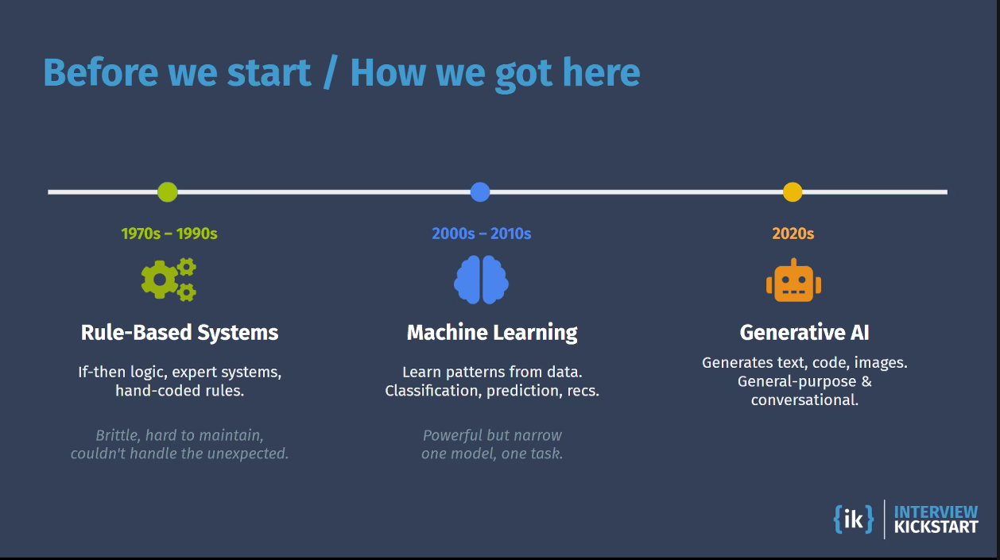 Before we start / How we got here
1970s – 1990s
Rule-Based Systems
If-then logic, expert systems,
hand-coded rules.
Brittle, hard to maintain,
couldn't handle the unexpected.
2000s – 2010s
Machine Learning
Learn patterns from data.
Classification, prediction, recs.
Powerful but narrow
one model, one task.
2020s
Generative AI
Generates text, code, images.
General-purpose &
conversational.
{ik}
INTERVIEW
KICKSTART